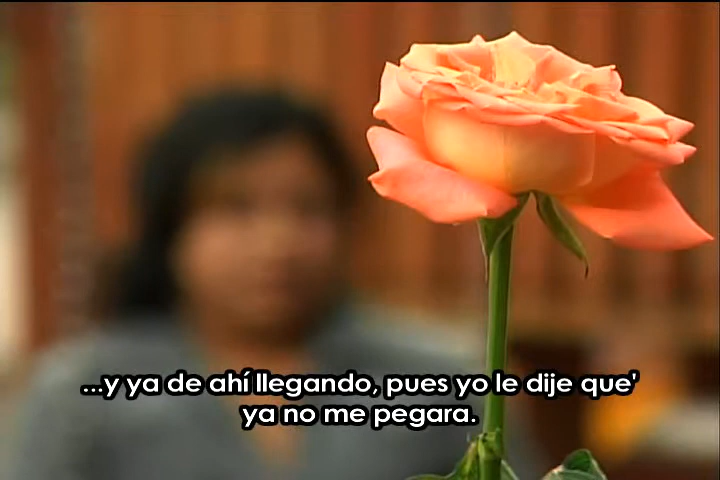 ...y ya de ahí llegando, pues yo le dije que'
ya no me pegara.